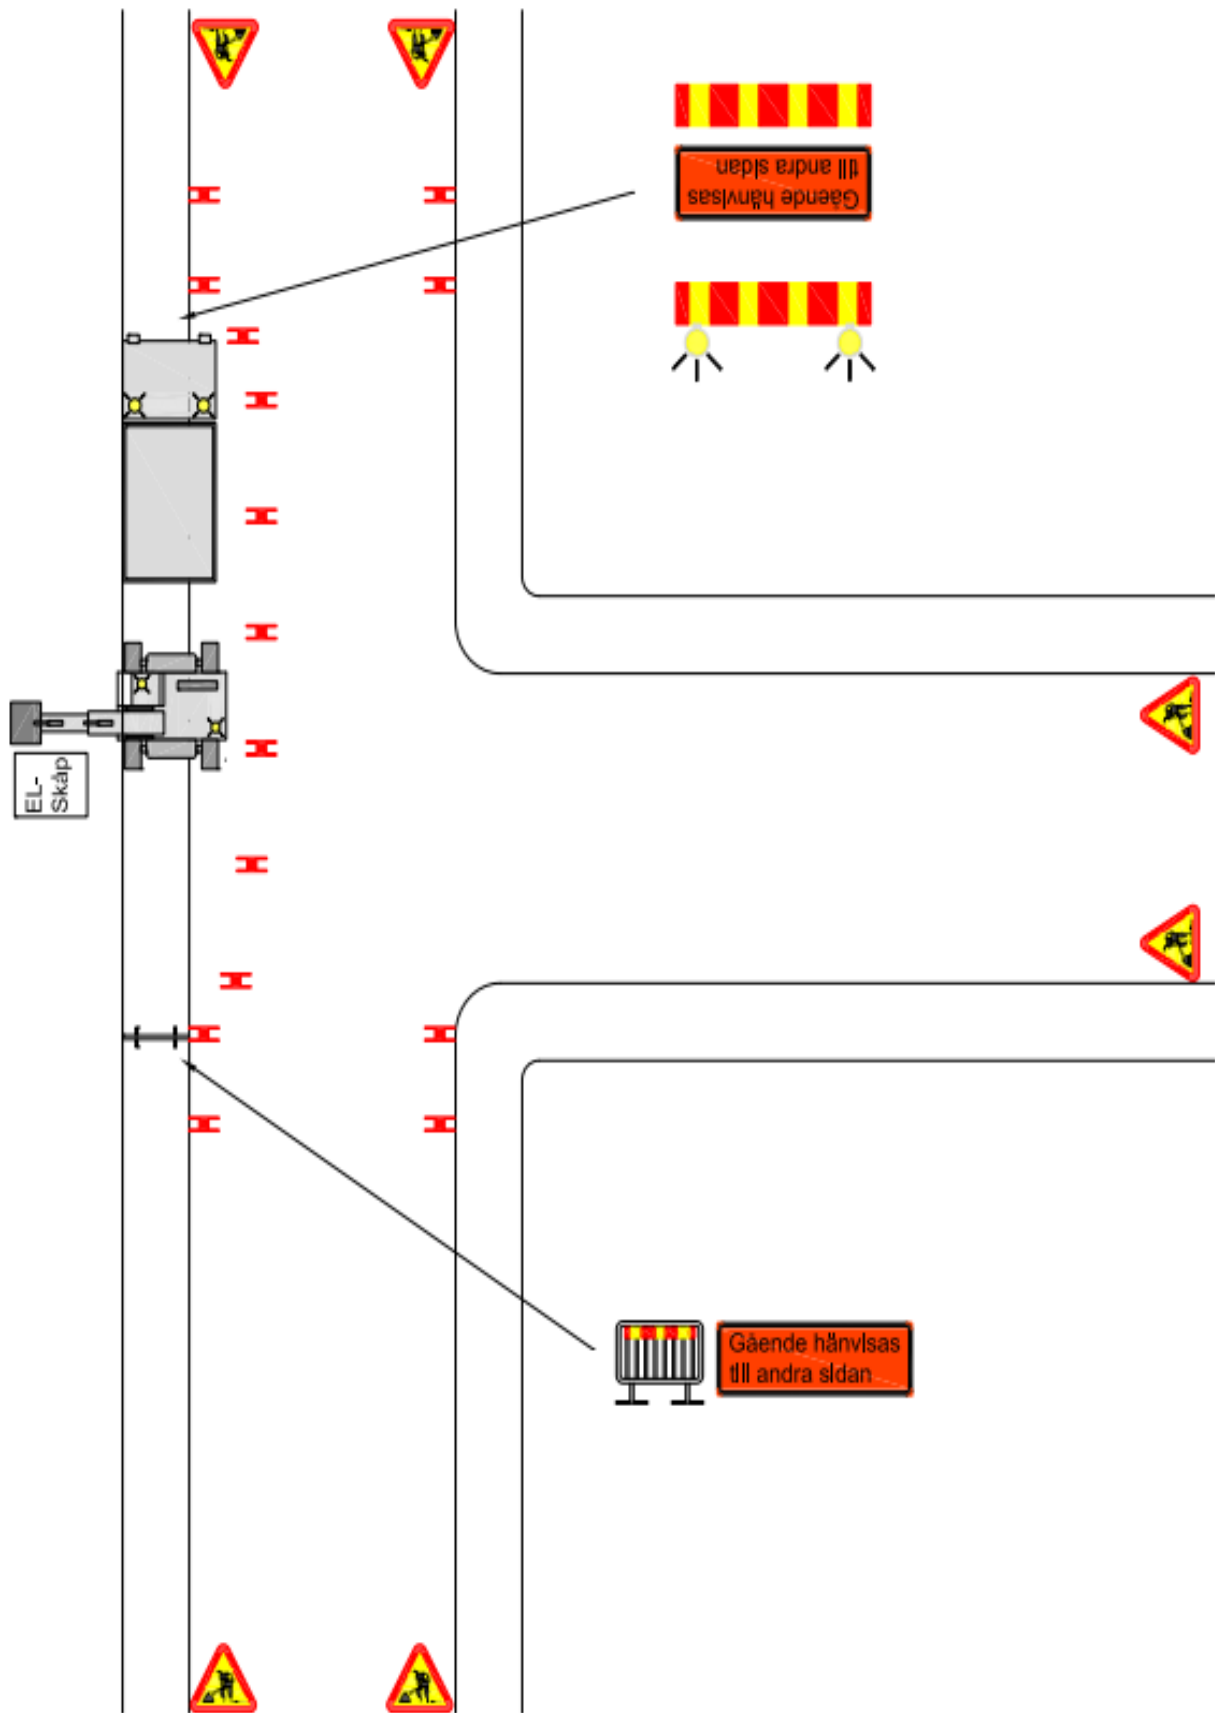 Gående hänvisas
till andra sidan
EL-
Skåp
Gående hänvisas
till andra sidan